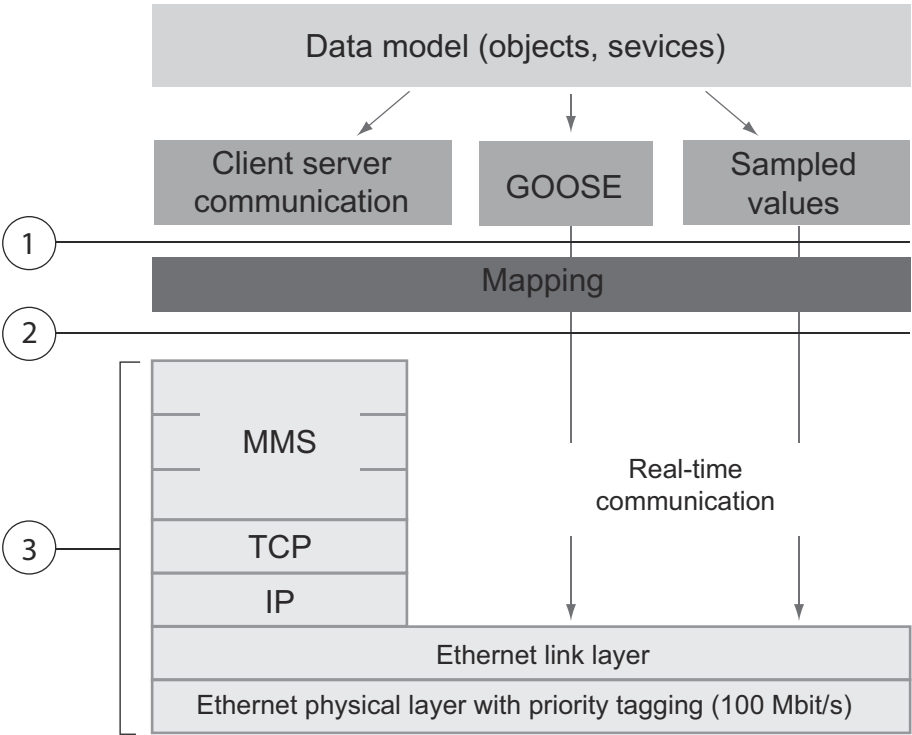 Data model (objects, sevices)
Client server
communication
GOOSE
Sampled
values
1
Mapping
2
MMS
Real-time
communication
3
TCP
IP
Ethernet link layer
Ethernet physical layer with priority tagging (100 Mbit/s)